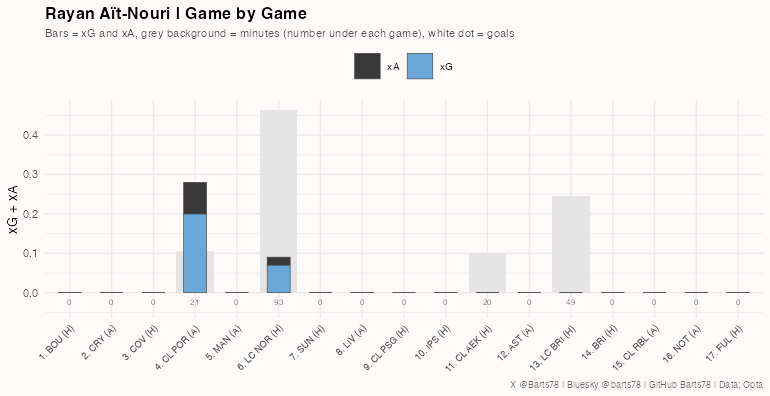 Rayan Aït-Nouri | Game by Game
Bars = xG and xA, grey background = minutes (number under each game), white dot = goals
xA xG
xG + xA
0.4
0.3
0.2
0.1
0.0
0 0 0 21 0 93 0 0 0 0 20 0 49 0 0 0 0
1. BOU (H)
2. CRY (A)
3. COV (H)
4. CL POR (A)
5. MAN (A)
6. LC NOR (H)
7. SUN (H)
8. LIV (A)
9. CL PSG (H)
10. IPS (H)
11. CL AEK (H)
12. AST (A)
13. LC BRI (H)
14. BRI (H)
15. CL RBL (A)
16. NOT (A)
17. FUL (H)
X @Barts78 | Bluesky @barts78 | GitHub Barts78 | Data: Opta